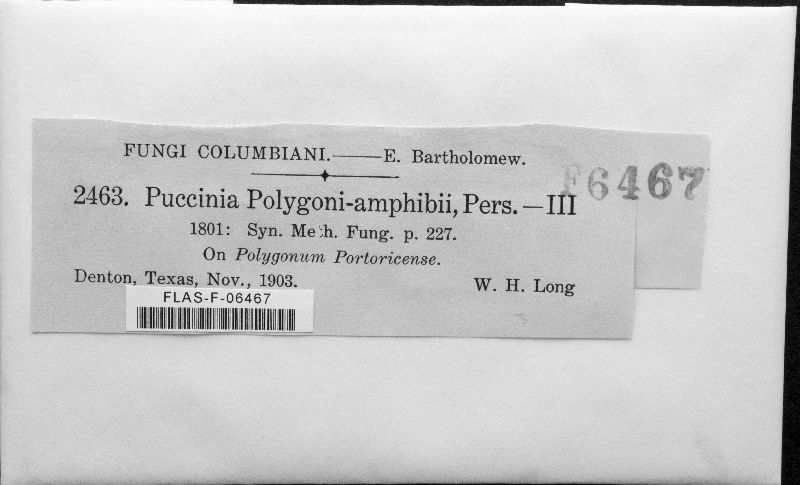 FUNGI COLUMBIANI.——E. Bartholomew.
F6467
2463. Puccinia Polygoni-amphibii, Pers.—III
1801: Syn. Meth. Fung. p. 227.
On Polygonum Portoricense.
Denton, Texas, Nov., 1903.
W. H. Long
FLAS-F-06467